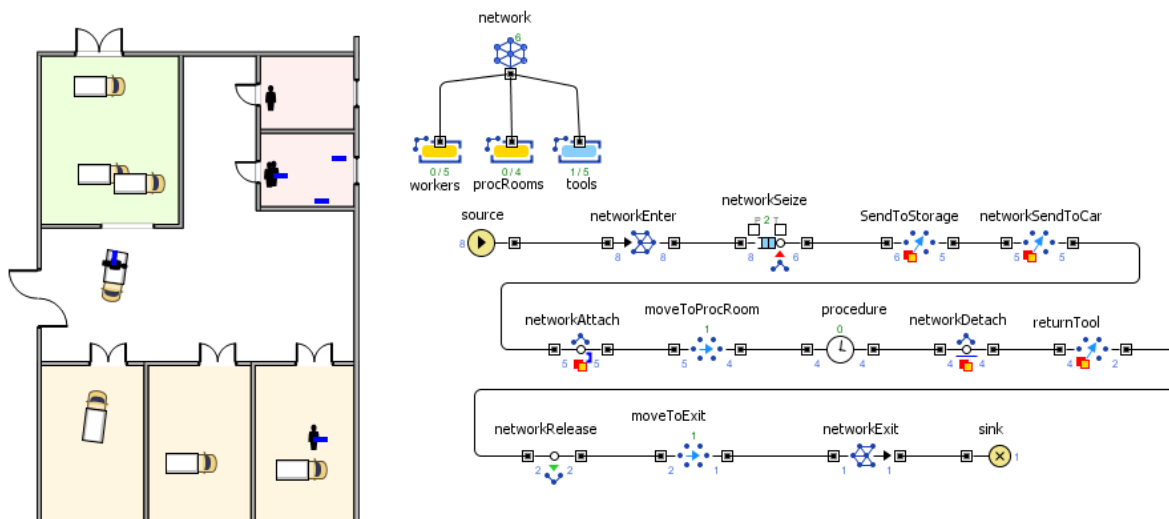 network
6
0 / 5
0 / 4
1 / 5
workers
procRooms
tools
source
networkEnter
networkSeize
SendToStorage
networkSendToCar
P 2 T
8
8 8
8 6
6 5
5 5
networkAttach
moveToProcRoom
procedure
networkDetach
returnTool
1
0
5 5
5 4
4 4
4 4
4 2
networkRelease
moveToExit
networkExit
sink
1
2 2
2 1
1 1
1